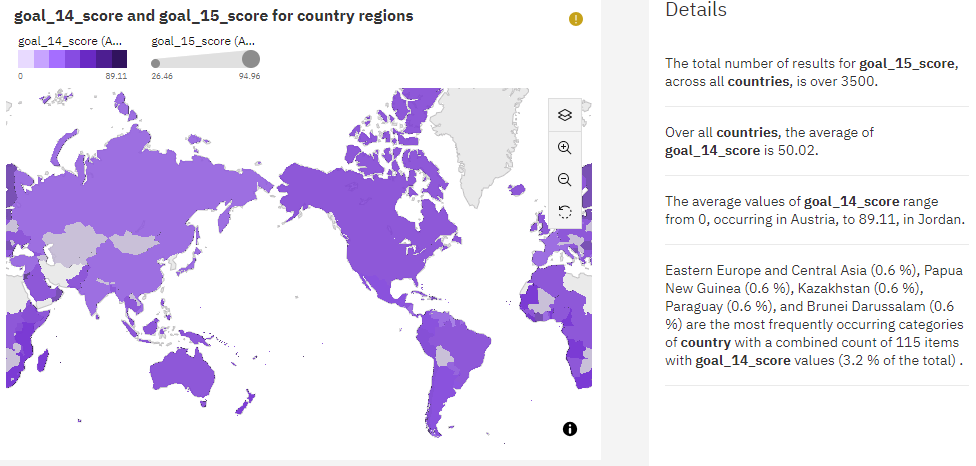 goal_14_score and goal_15_score for country regions
goal_14_score (A...
goal_15_score (A...
0
89.11
26.46
94.96
Details
The total number of results for goal_15_score,
across all countries, is over 3500.
Over all countries, the average of
goal_14_score is 50.02.
The average values of goal_14_score range
from 0, occurring in Austria, to 89.11, in Jordan.
Eastern Europe and Central Asia (0.6 %), Papua
New Guinea (0.6 %), Kazakhstan (0.6 %),
Paraguay (0.6 %), and Brunei Darussalam (0.6
%) are the most frequently occurring categories
of country with a combined count of 115 items
with goal_14_score values (3.2 % of the total) .